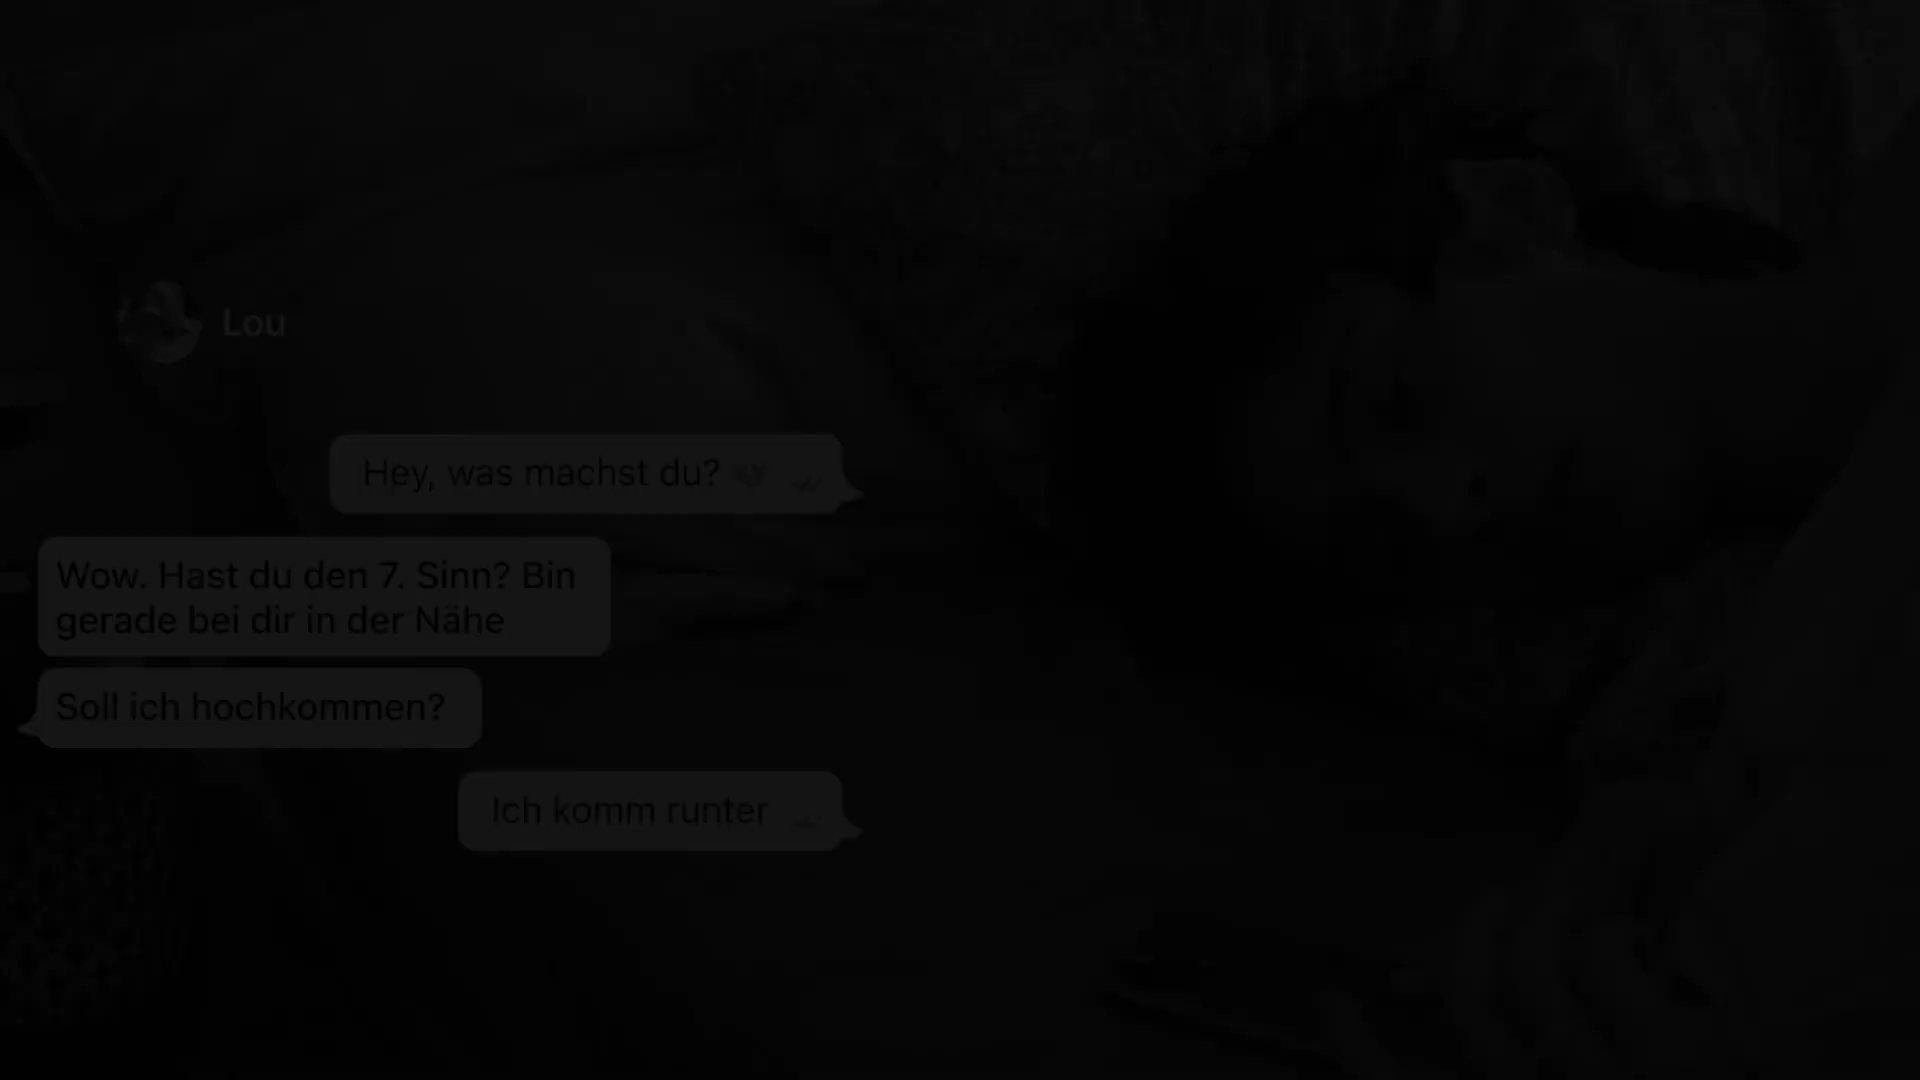 Lou
Hey, was machst du?
Wow. Hast du den 7. Sinn? Bin
gerade bei dir in der Nähe
Soll ich hochkommen?
Ich komm runter